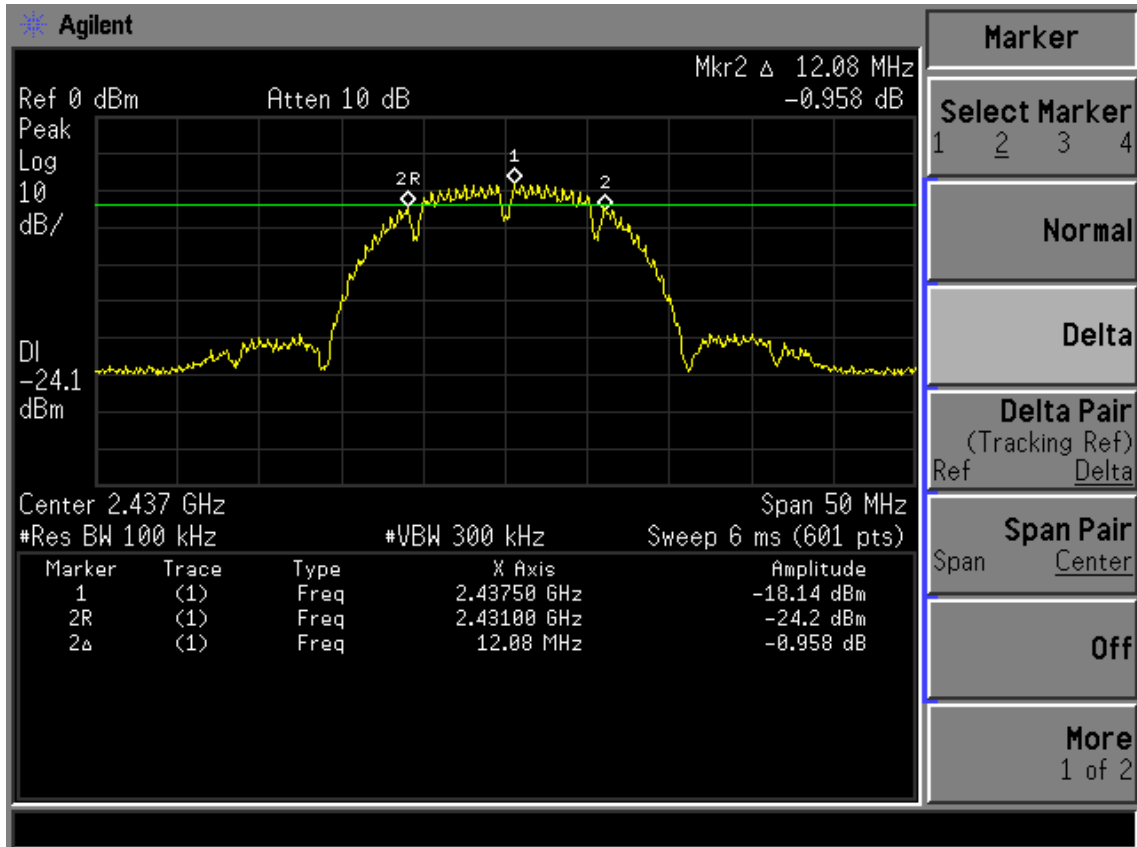 Agilent
Mkr2 Δ 12.08 MHz
Ref 0 dBm Atten 10 dB -0.958 dB
Peak
Log
10
dB/
1
2R
2
DI
-24.1
dBm
Center 2.437 GHz Span 50 MHz
#Res BW 100 kHz #VBW 300 kHz Sweep 6 ms (601 pts)
Marker Trace Type X Axis Amplitude
1 (1) Freq 2.43750 GHz -18.14 dBm
2R (1) Freq 2.43100 GHz -24.2 dBm
2Δ (1) Freq 12.08 MHz -0.958 dB
Marker
Select Marker
1 2 3 4
Normal
Delta
Delta Pair
(Tracking Ref)
Ref Delta
Span Pair
Span Center
Off
More
1 of 2